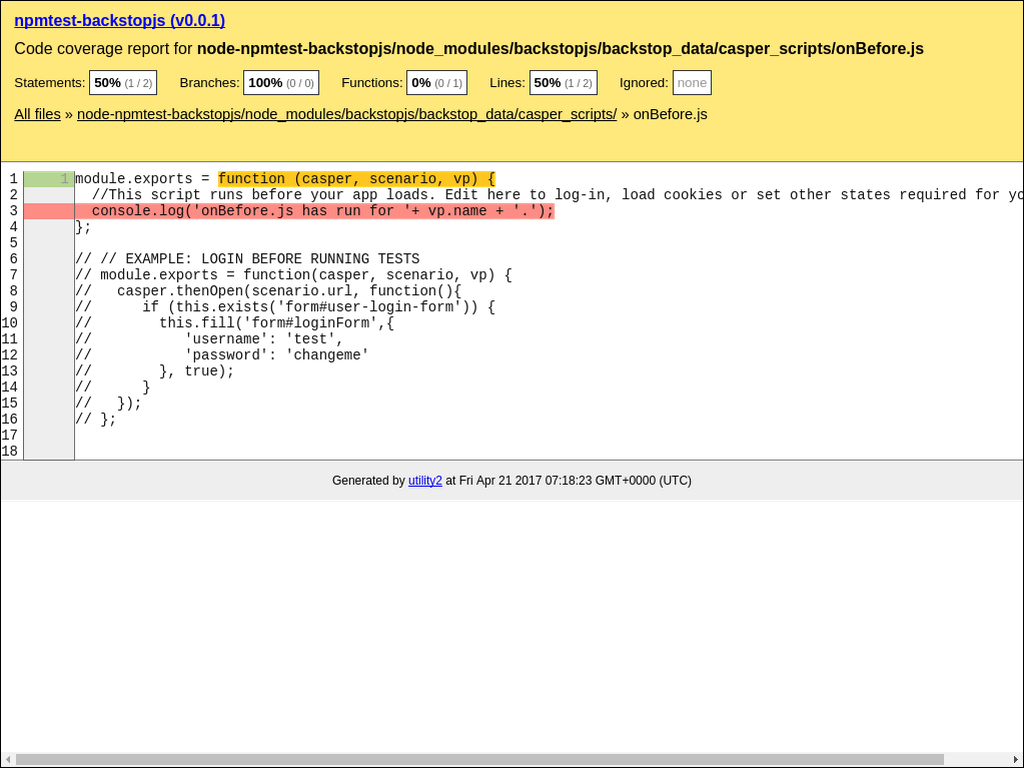 npmtest-backstopjs (v0.0.1)
Code coverage report for node-npmtest-backstopjs/node_modules/backstopjs/backstop_data/casper_scripts/onBefore.js
Statements: 50% (1 / 2) Branches: 100% (0 / 0) Functions: 0% (0 / 1) Lines: 50% (1 / 2) Ignored: none
All files » node-npmtest-backstopjs/node_modules/backstopjs/backstop_data/casper_scripts/ » onBefore.js
1 1 module.exports = function (casper, scenario, vp) {
2 //This script runs before your app loads. Edit here to log-in, load cookies or set other states required for
3 console.log('onBefore.js has run for '+ vp.name + '.');
4 };
5
6 // // EXAMPLE: LOGIN BEFORE RUNNING TESTS
7 // module.exports = function(casper, scenario, vp) {
8 //   casper.thenOpen(scenario.url, function(){
9 //      if (this.exists('form#user-login-form')) {
10 //        this.fill('form#loginForm',{
11 //           'username': 'test',
12 //           'password': 'changeme'
13 //        }, true);
14 //      }
15 //   });
16 // };
17
18
Generated by utility2 at Fri Apr 21 2017 07:18:23 GMT+0000 (UTC)